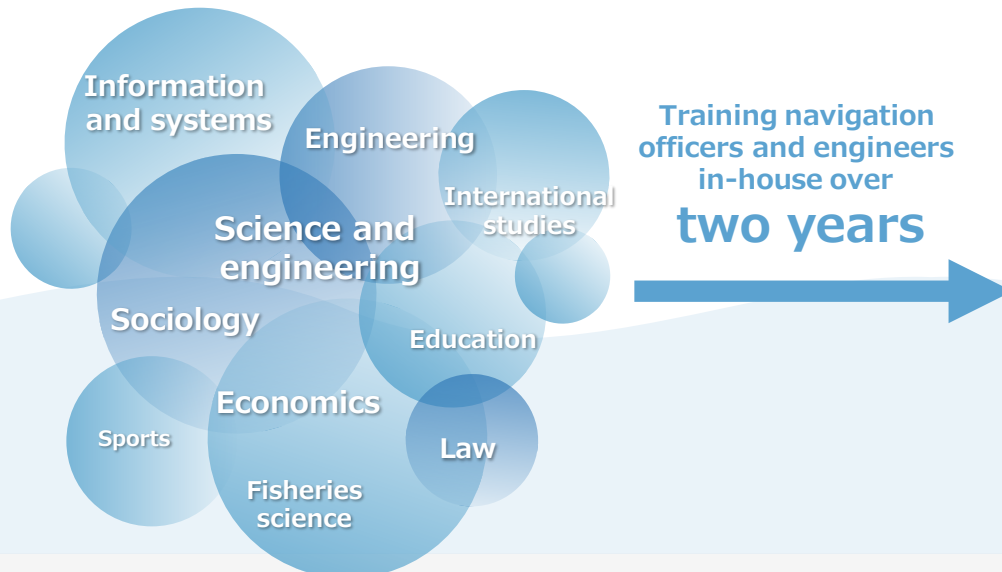 Information
and systems
Engineering
International
studies
Science and
engineering
Sociology
Education
Economics
Sports
Law
Fisheries
science
Training navigation
officers and engineers
in-house over
two years